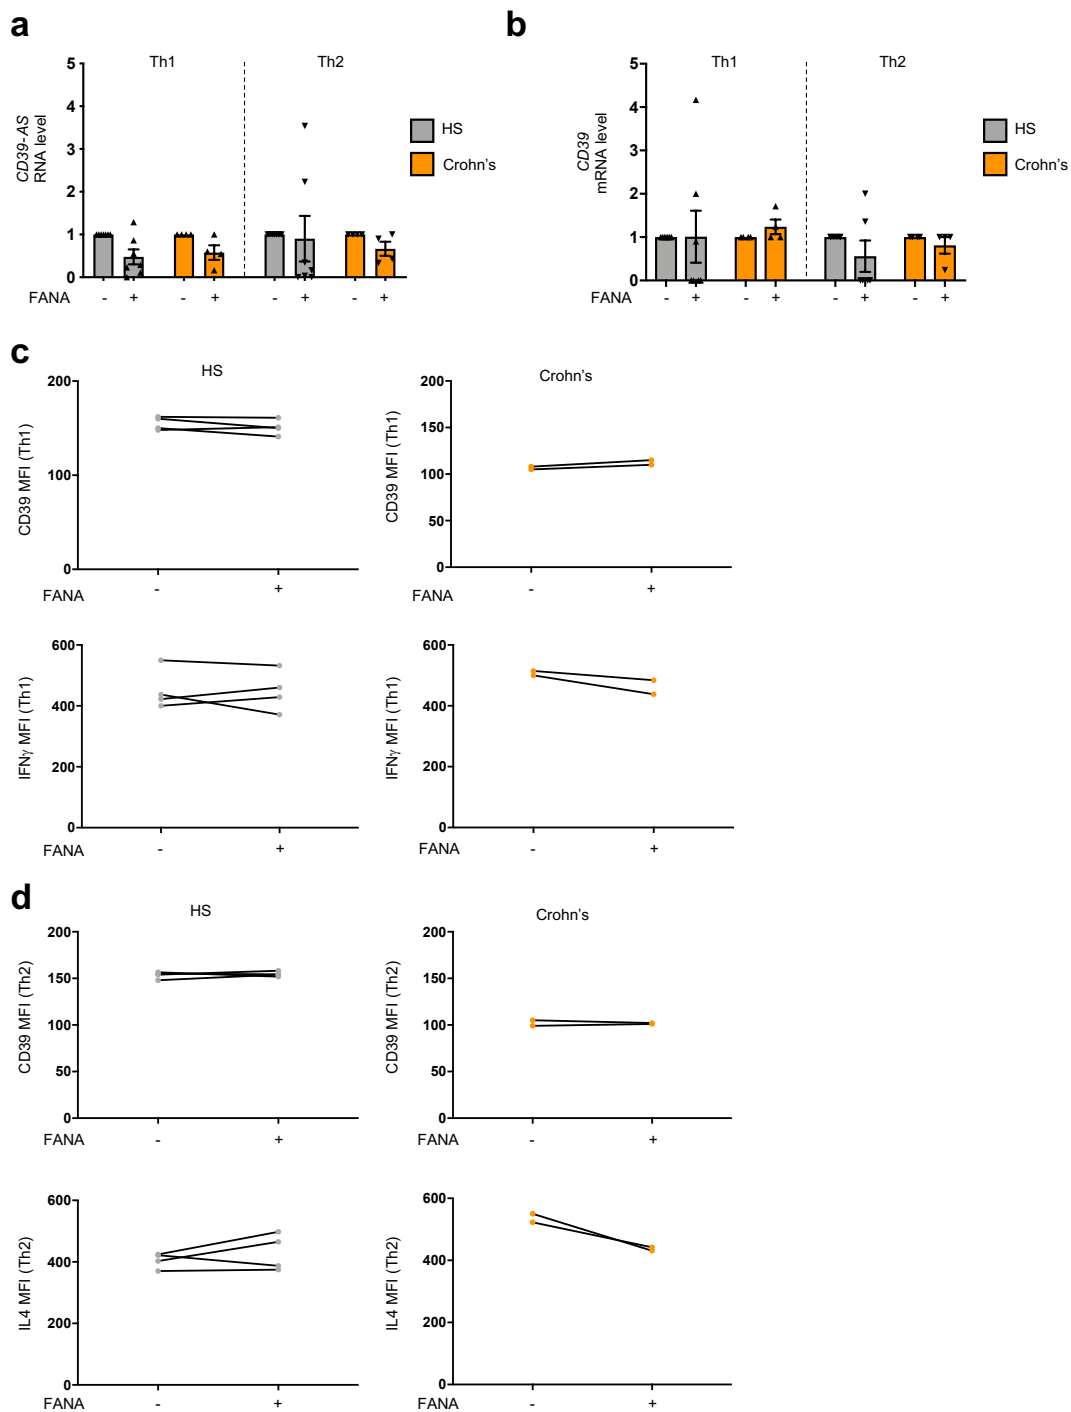 a
Th1 Th2
CD39-AS
RNA level
5
4
3
2
1
0
FANA - + - + - + - +
HS
Crohn's
b
Th1 Th2
CD39
mRNA level
5
4
3
2
1
0
FANA - + - + - + - +
HS
Crohn's
c
HS
CD39 MFI (Th1)
200
100
0
FANA - +
Crohn's
CD39 MFI (Th1)
200
150
100
50
0
FANA - +
IFNγ MFI (Th1)
600
400
200
0
FANA - +
IFNγ MFI (Th1)
600
400
200
0
FANA - +
d
HS
CD39 MFI (Th2)
200
150
100
50
0
FANA - +
Crohn's
CD39 MFI (Th2)
200
150
100
50
0
FANA - +
IL4 MFI (Th2)
600
400
200
0
FANA - +
IL4 MFI (Th2)
600
400
200
0
FANA - +